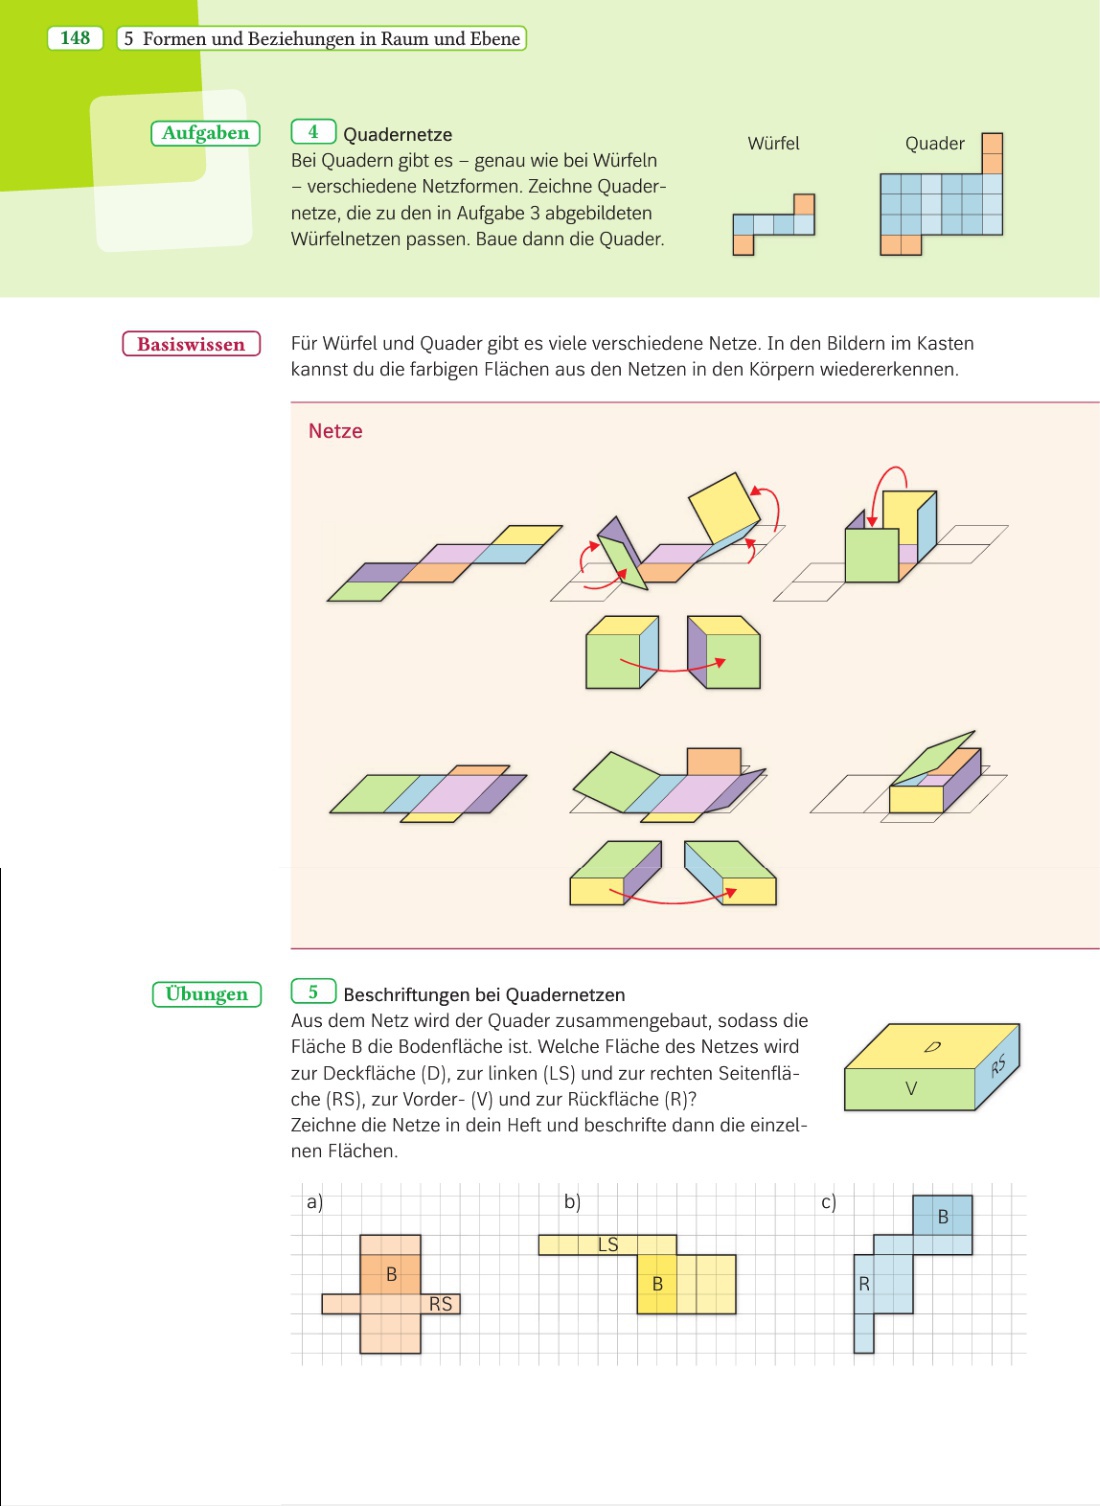 148
5 Formen und Beziehungen in Raum und Ebene
Aufgaben
4 Quadernetze
Bei Quadern gibt es – genau wie bei Würfeln
– verschiedene Netzformen. Zeichne Quader-
netze, die zu den in Aufgabe 3 abgebildeten
Würfelnetzen passen. Baue dann die Quader.
Würfel
Quader
Basiswissen
Für Würfel und Quader gibt es viele verschiedene Netze. In den Bildern im Kasten
kannst du die farbigen Flächen aus den Netzen in den Körpern wiedererkennen.
Netze
Übungen
5 Beschriftungen bei Quadernetzen
Aus dem Netz wird der Quader zusammengebaut, sodass die
Fläche B die Bodenfläche ist. Welche Fläche des Netzes wird
zur Deckfläche (D), zur linken (LS) und zur rechten Seitenflä-
che (RS), zur Vorder- (V) und zur Rückfläche (R)?
Zeichne die Netze in dein Heft und beschrifte dann die einzel-
nen Flächen.
D
RS
V
a)
B
RS
b)
LS
B
c)
B
R